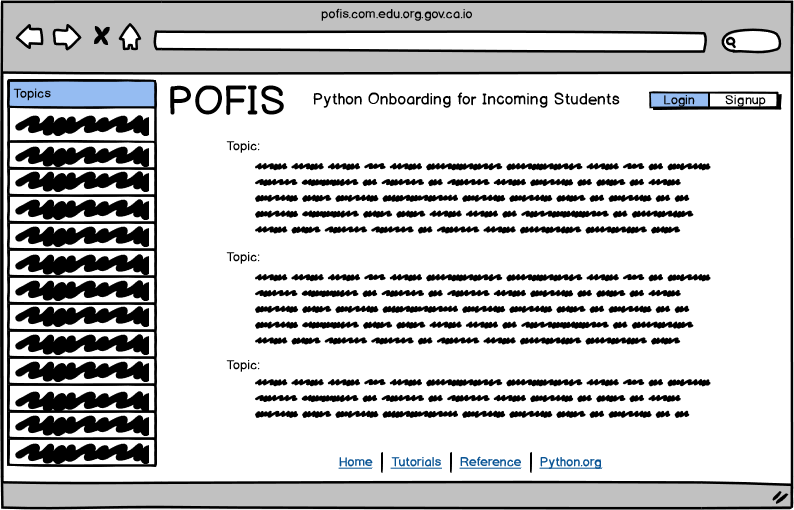 pofis.com.edu.org.gov.ca.io
Topics
POFIS
Python Onboarding for Incoming Students
Login
Signup
Topic:
Topic:
Topic:
Home
Tutorials
Reference
Python.org